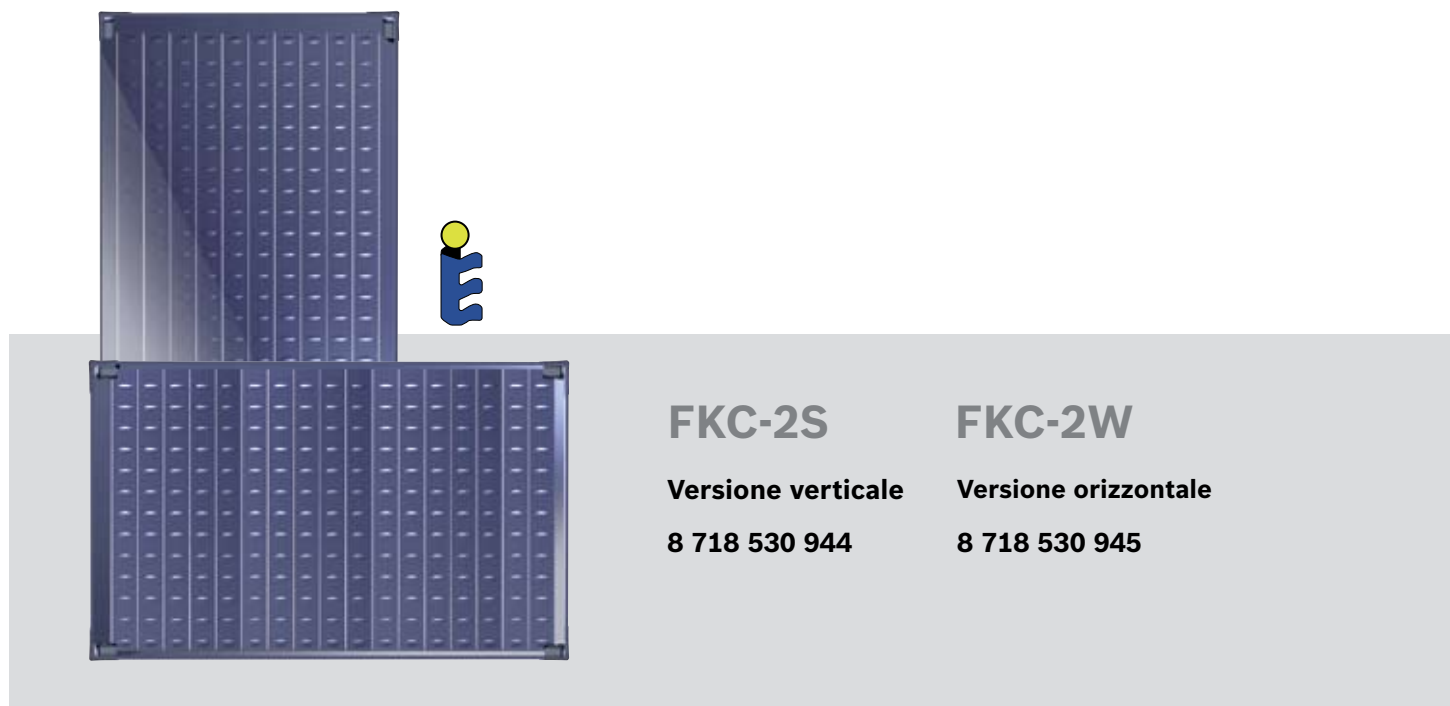 FKC-2S
FKC-2W
Versione verticale
Versione orizzontale
8 718 530 944
8 718 530 945